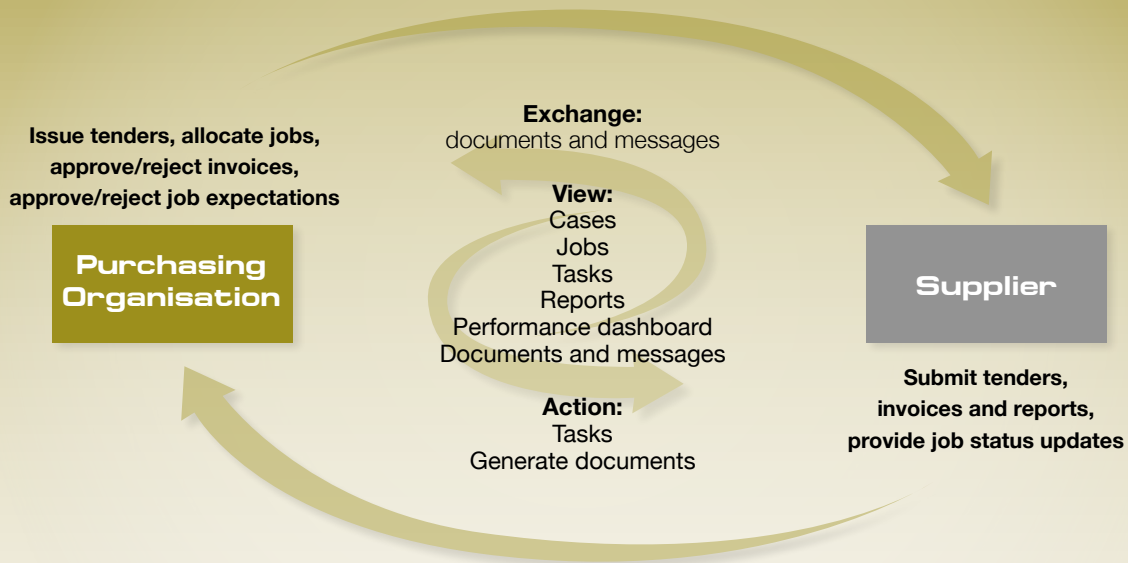 Issue tenders, allocate jobs,
approve/reject invoices,
approve/reject job expectations
Purchasing
Organisation
Exchange:
documents and messages
View:
Cases
Jobs
Tasks
Reports
Performance dashboard
Documents and messages
Action:
Tasks
Generate documents
Supplier
Submit tenders,
invoices and reports,
provide job status updates